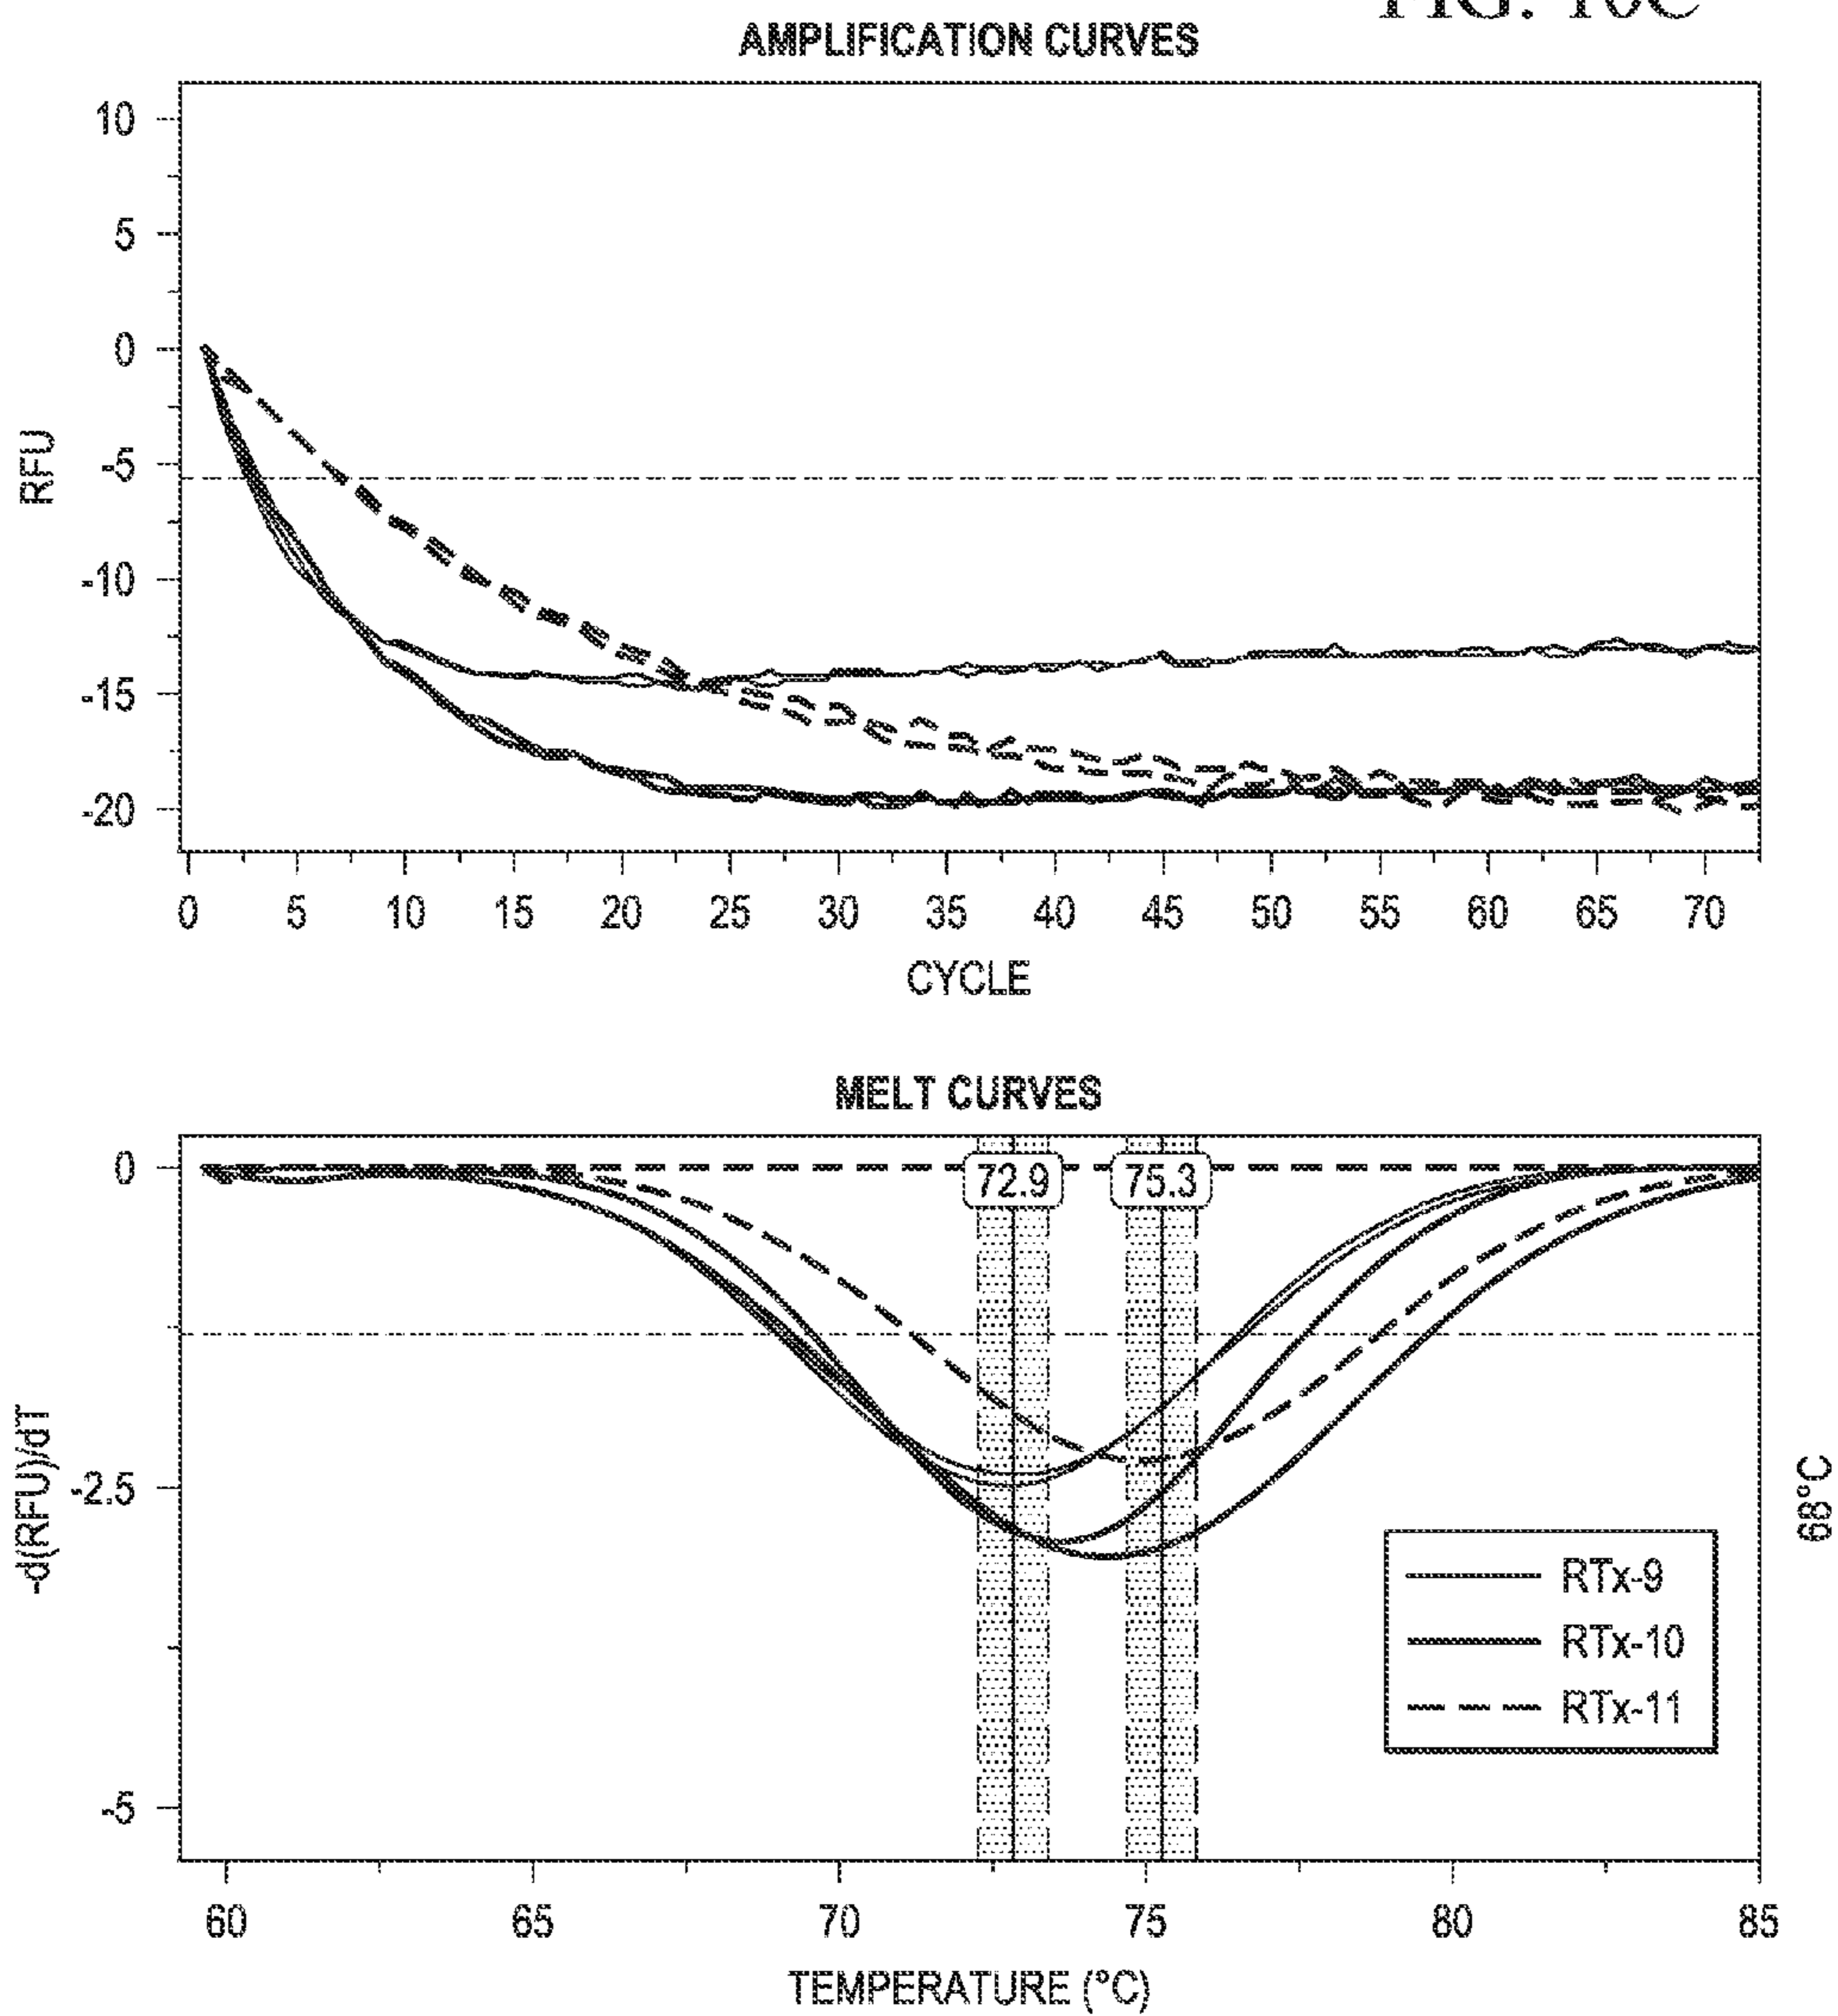 FIG. 10C
AMPLIFICATION CURVES
10
5
0
-5
-10
-15
-20
RFU
0 5 10 15 20 25 30 35 40 45 50 55 60 65 70
CYCLE
MELT CURVES
0
-2.5
-5
-d(RFU)/dT
72.9 75.3
68°C
RTx-9
RTx-10
RTx-11
60 65 70 75 80 85
TEMPERATURE (°C)